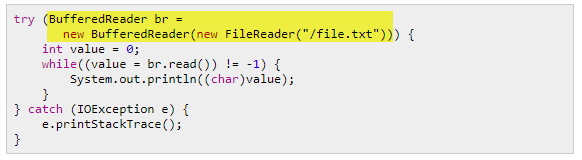 try (BufferedReader br =
        new BufferedReader(new FileReader("/file.txt"))) {
    int value = 0;
    while((value = br.read()) != -1) {
        System.out.println((char)value);
    }
} catch (IOException e) {
    e.printStackTrace();
}